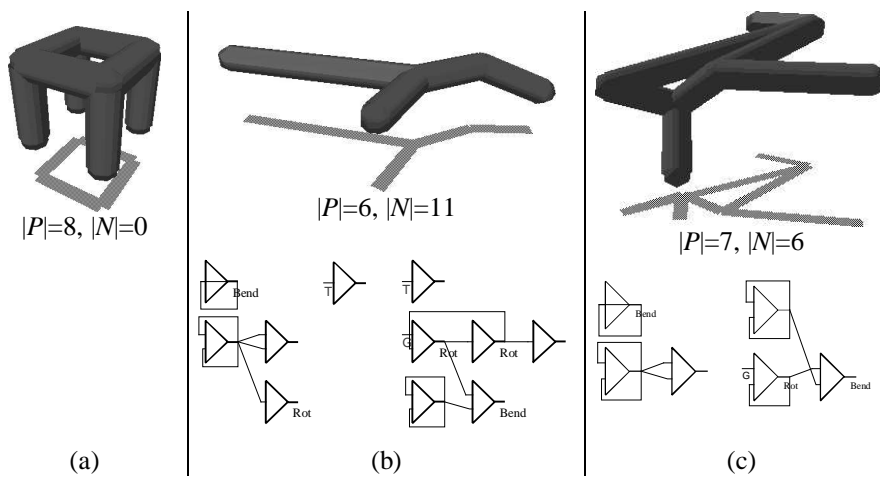 |P|=8, |N|=0
|P|=6, |N|=11
|P|=7, |N|=6
Bend
T
T
G
Rot
Rot
Rot
Bend
Bend
G
Rot
Bend
(a)
(b)
(c)